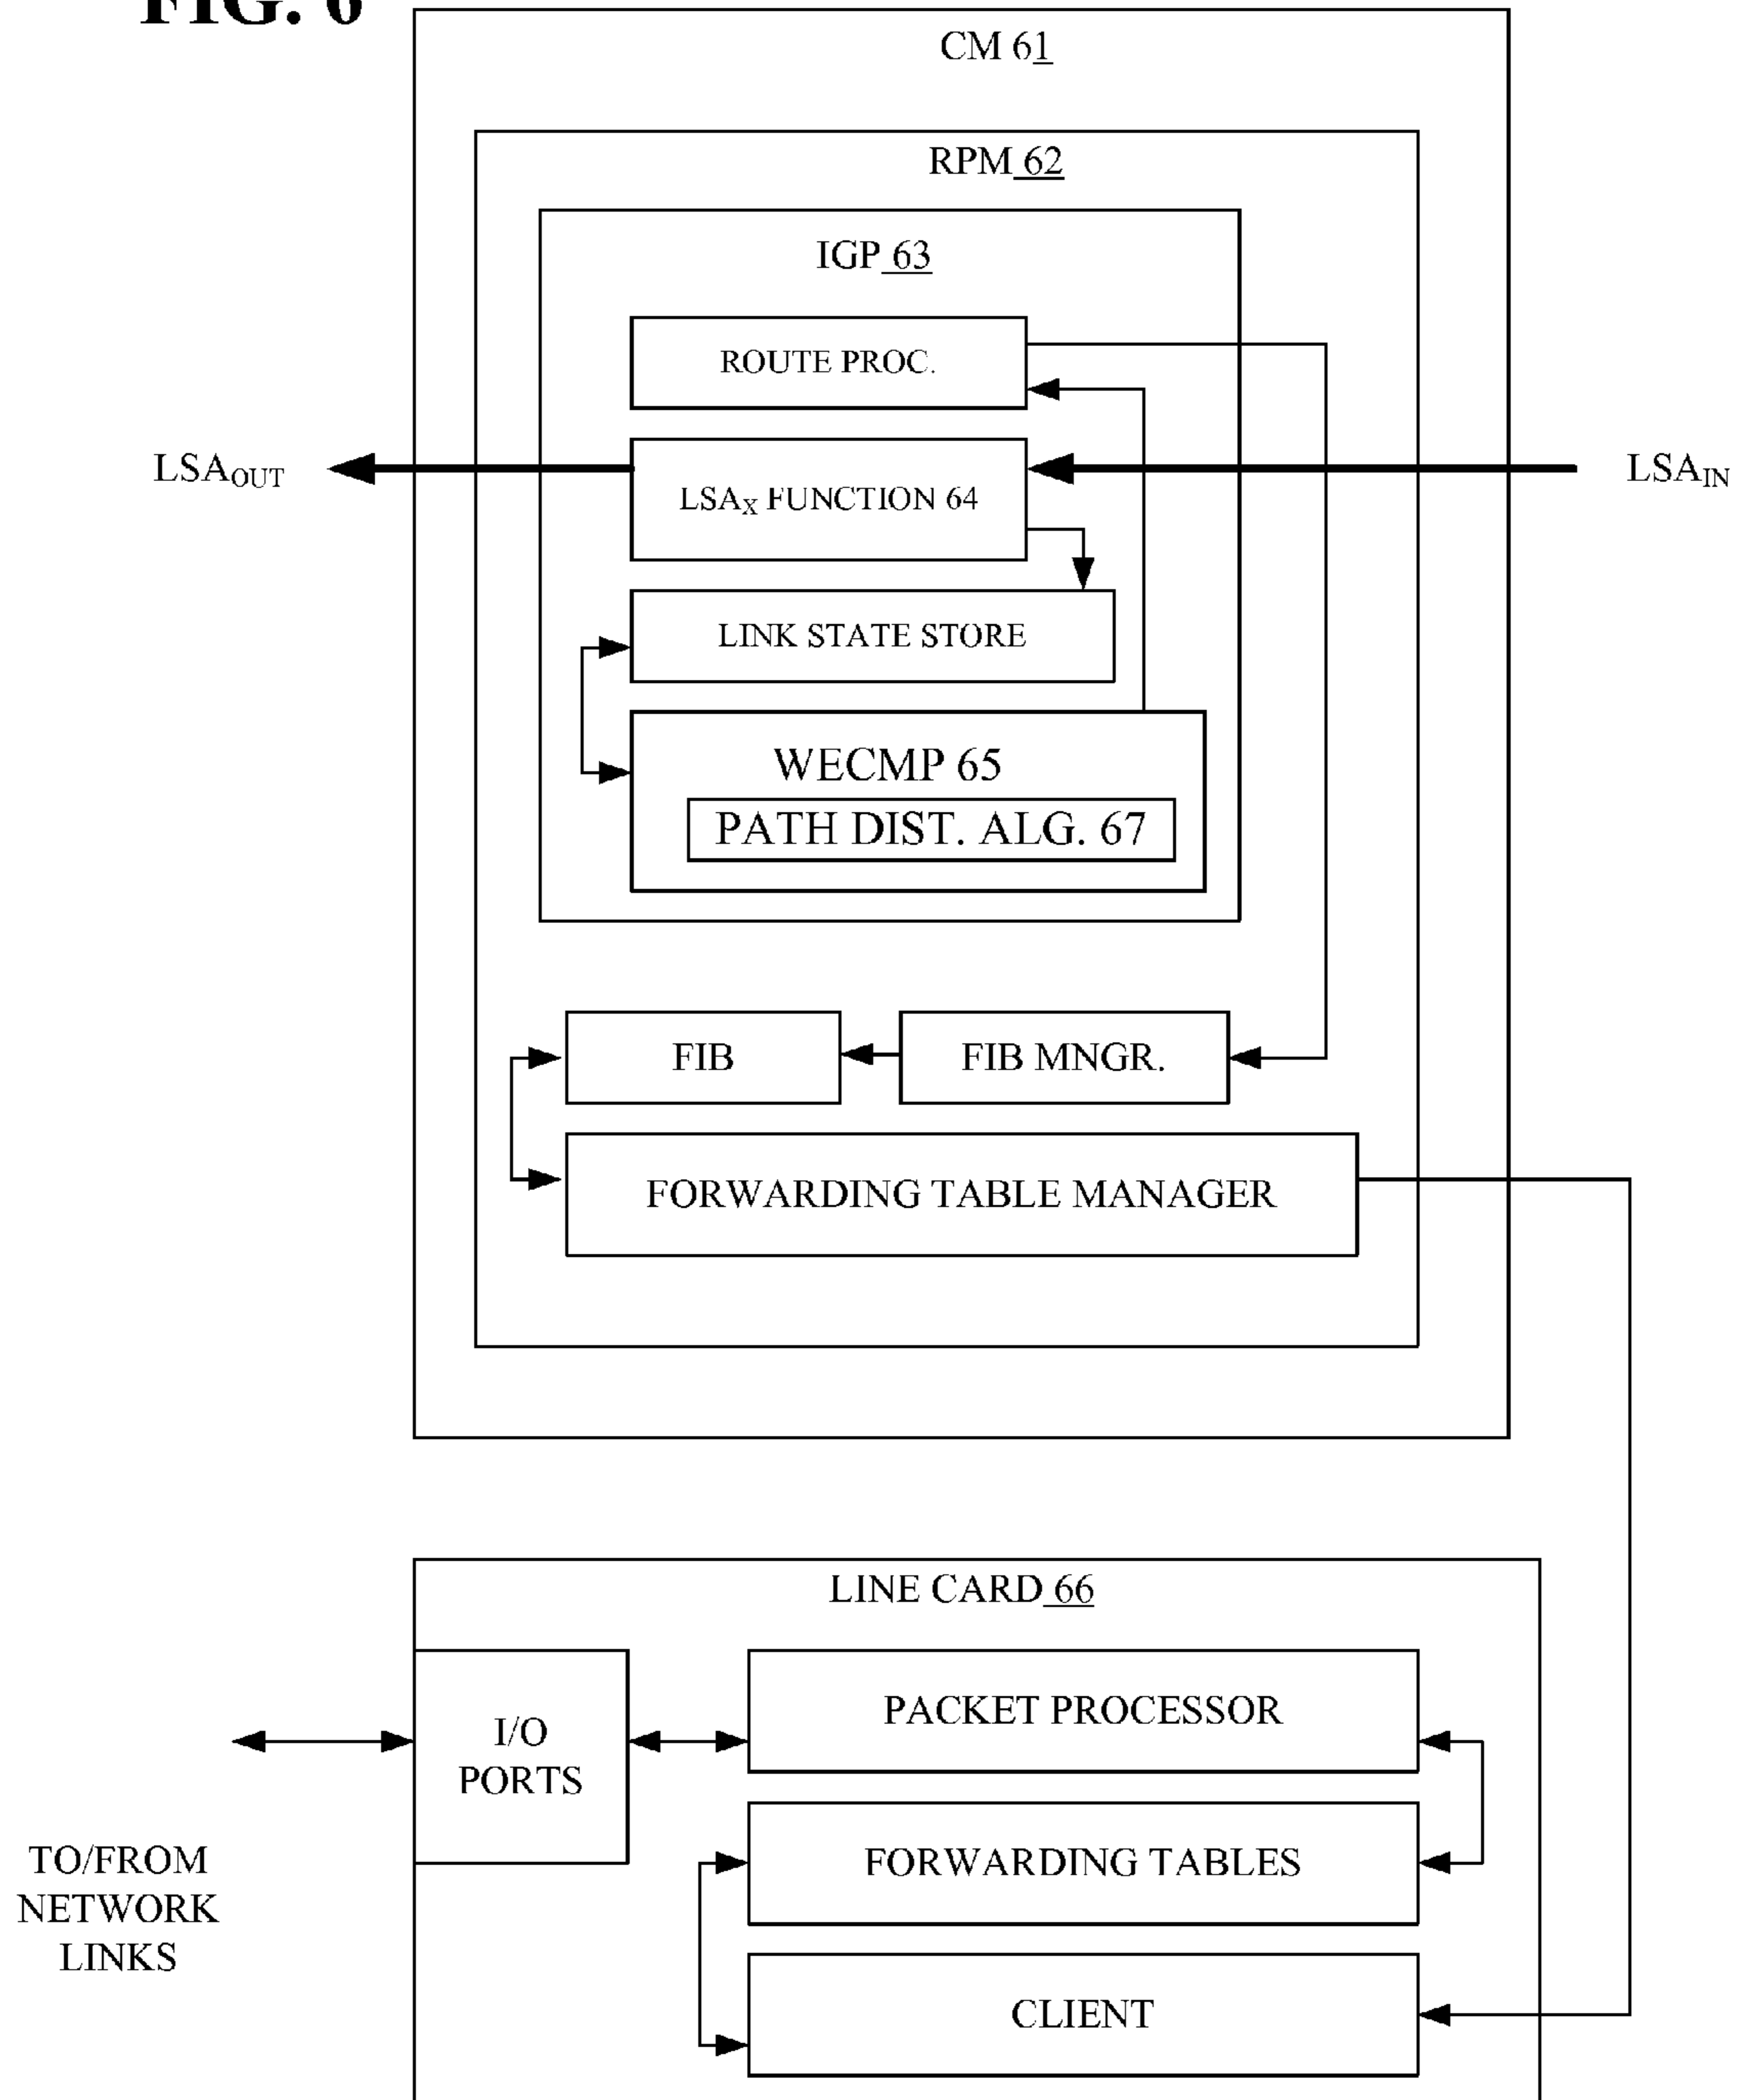 FIG. 6
CM 61
RPM 62
IGP 63
ROUTE PROC.
LSAOUT
LSAIN
LSAX FUNCTION 64
LINK STATE STORE
WECMP 65
PATH DIST. ALG. 67
FIB
FIB MNGR.
FORWARDING TABLE MANAGER
LINE CARD 66
PACKET PROCESSOR
I/O
PORTS
TO/FROM
NETWORK
LINKS
FORWARDING TABLES
CLIENT